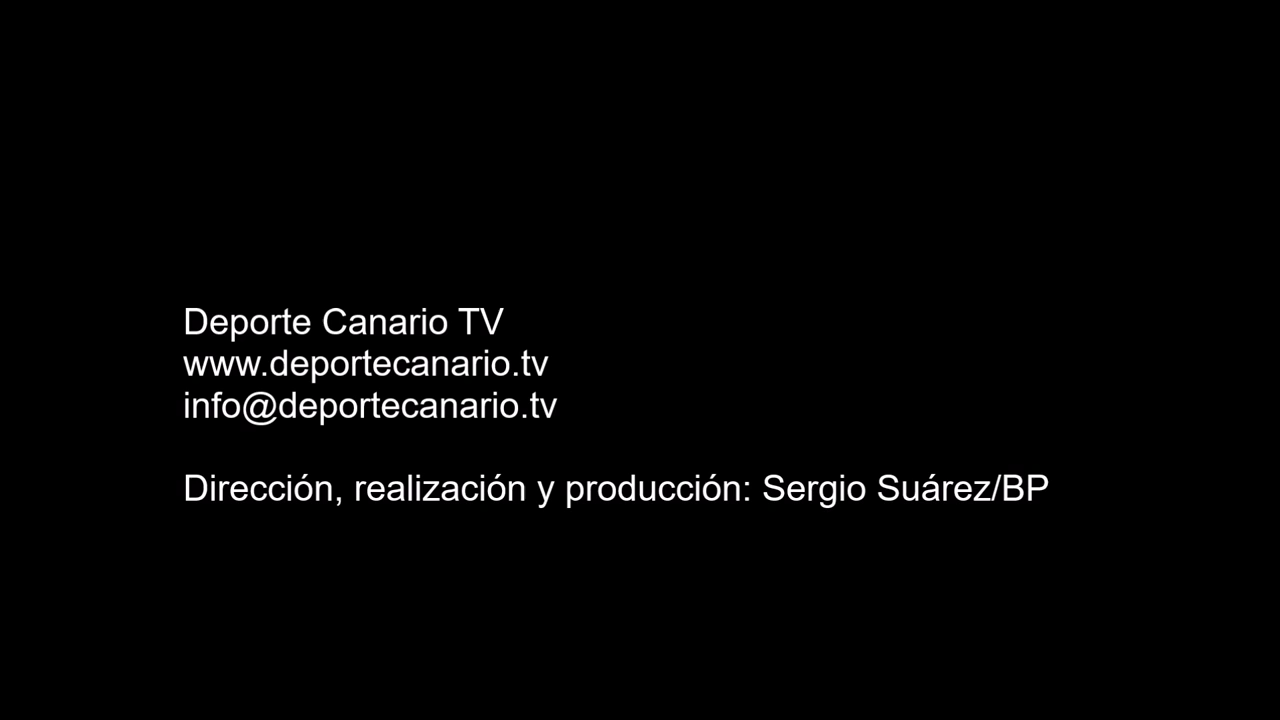 Deporte Canario TV
www.deportecanario.tv
info@deportecanario.tv
Dirección, realización y producción: Sergio Suárez/BP